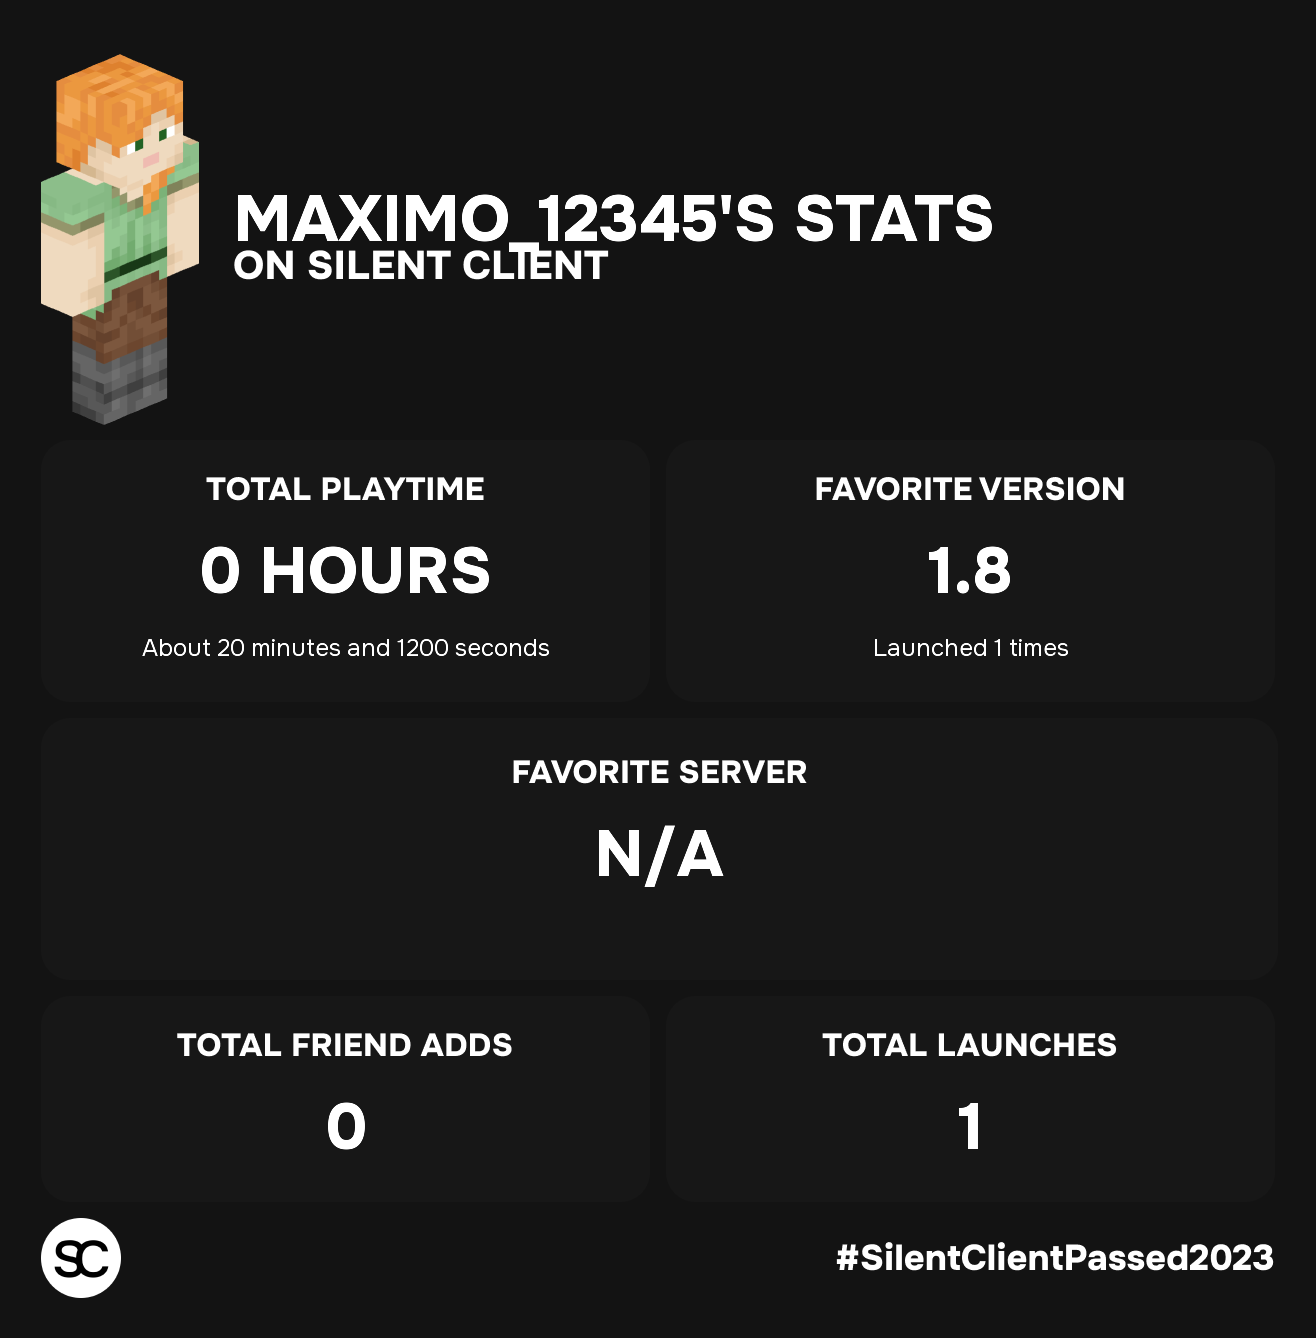 MAXIMO_12345'S STATS
ON SILENT CLIENT
TOTAL PLAYTIME
0 HOURS
About 20 minutes and 1200 seconds
FAVORITE VERSION
1.8
Launched 1 times
FAVORITE SERVER
N/A
TOTAL FRIEND ADDS
0
TOTAL LAUNCHES
1
SC
#SilentClientPassed2023